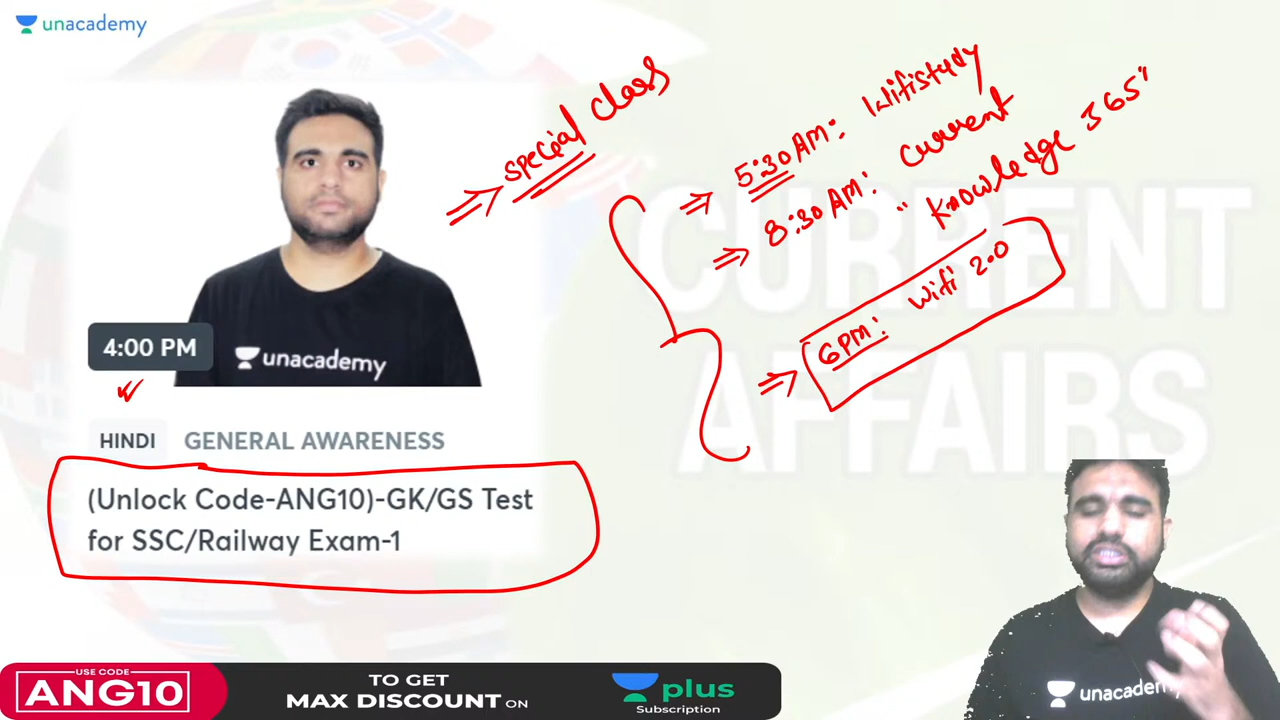 unacademy
CURRENT
AFFAIRS
⇒ special class
⇒ 5:30 AM: Wifistudy
⇒ 8:30 AM: current
"Knowledge 365"
⇒ 6PM: Wifi 2.0
unacademy
4:00 PM
HINDI GENERAL AWARENESS
(Unlock Code-ANG10)-GK/GS Test
for SSC/Railway Exam-1
unacademy
USE CODE
ANG10
TO GET
MAX DISCOUNT ON
plus
Subscription